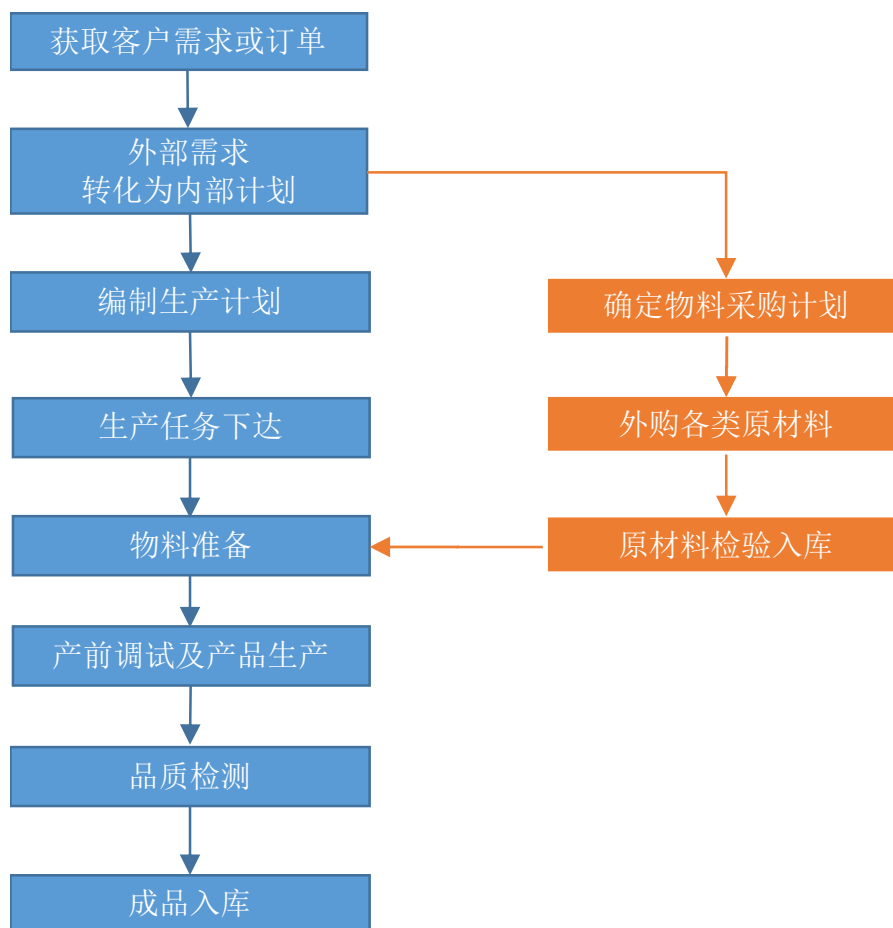 获取客户需求或订单
外部需求
转化为内部计划
编制生产计划
确定物料采购计划
生产任务下达
外购各类原材料
物料准备
原材料检验入库
产前调试及产品生产
品质检测
成品入库